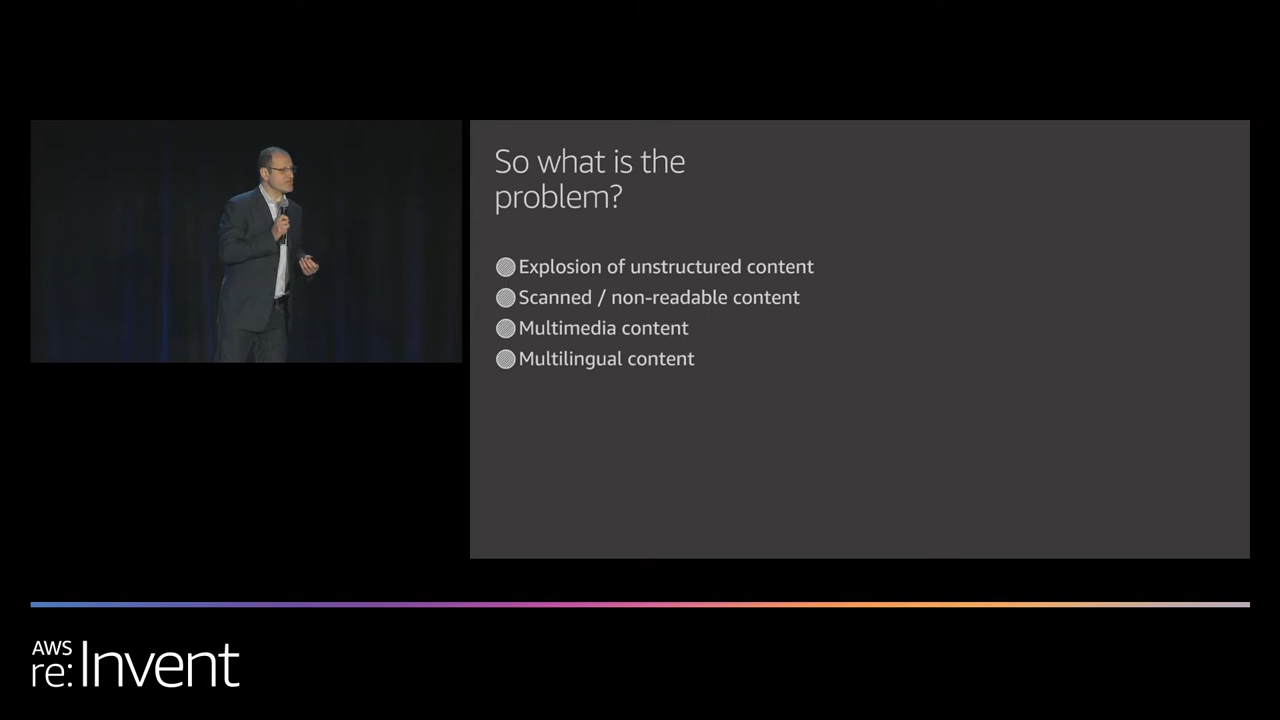 So what is the
problem?
Explosion of unstructured content
Scanned / non-readable content
Multimedia content
Multilingual content
AWS
re:Invent